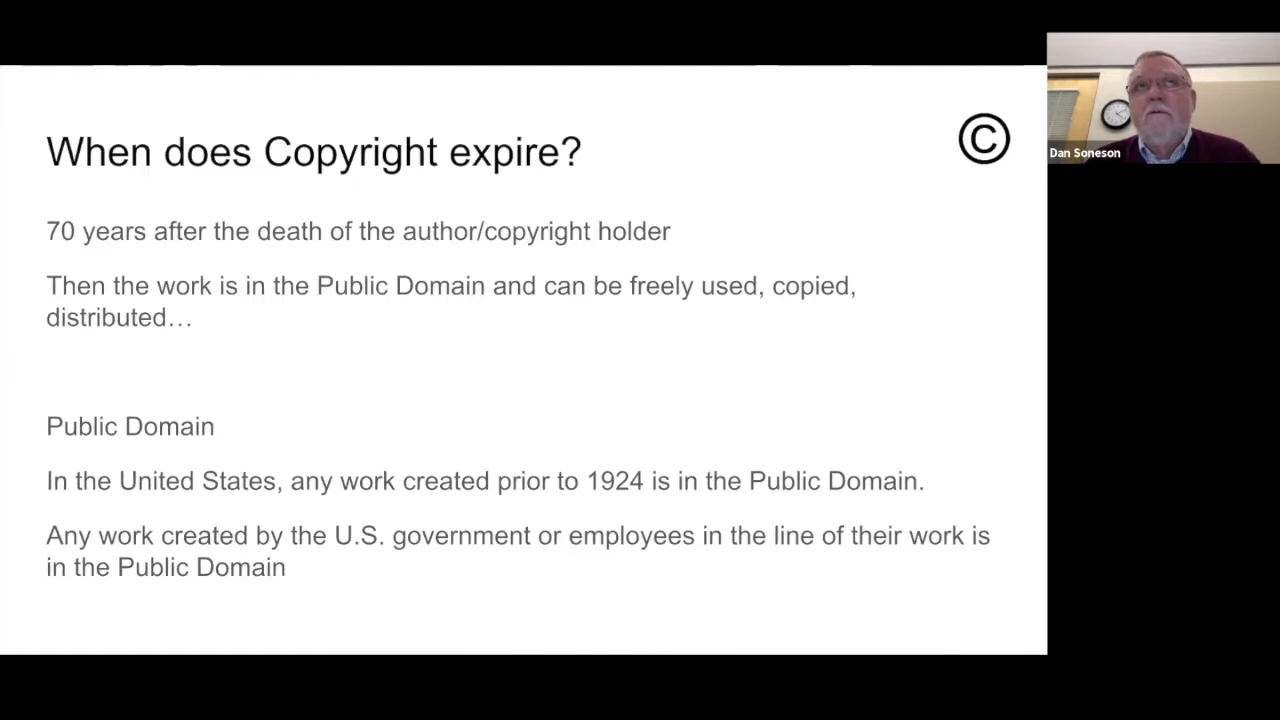 When does Copyright expire?
©
70 years after the death of the author/copyright holder
Then the work is in the Public Domain and can be freely used, copied,
distributed…
Public Domain
In the United States, any work created prior to 1924 is in the Public Domain.
Any work created by the U.S. government or employees in the line of their work is
in the Public Domain
Dan Soneson